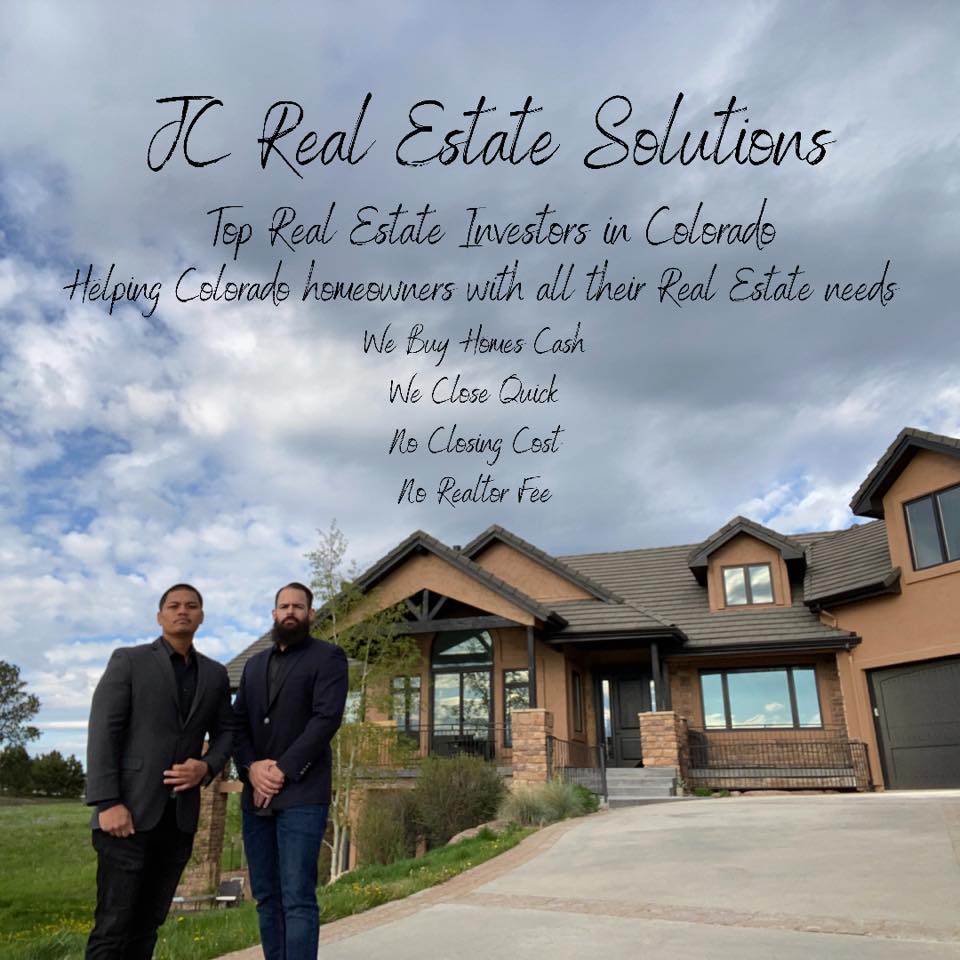 JC Real Estate Solutions
Top Real Estate Investors in Colorado
Helping Colorado homeowners with all their Real Estate needs
We Buy Homes Cash
We Close Quick
No Closing Cost
No Realtor Fee